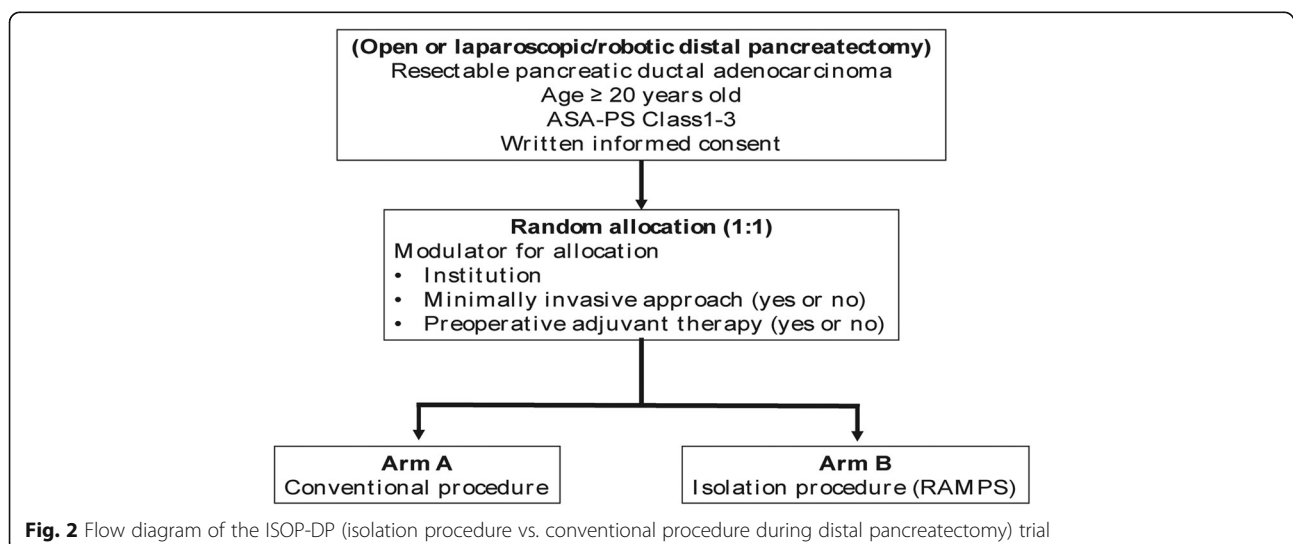 (Open or laparoscopic/robotic distal pancreatectomy)
Resectable pancreatic ductal adenocarcinoma
Age ≥ 20 years old
ASA-PS Class1-3
Written informed consent
Random allocation (1:1)
Modulator for allocation
• Institution
• Minimally invasive approach (yes or no)
• Preoperative adjuvant therapy (yes or no)
Arm A
Conventional procedure
Arm B
Isolation procedure (RAMPS)
Fig. 2 Flow diagram of the ISOP-DP (isolation procedure vs. conventional procedure during distal pancreatectomy) trial